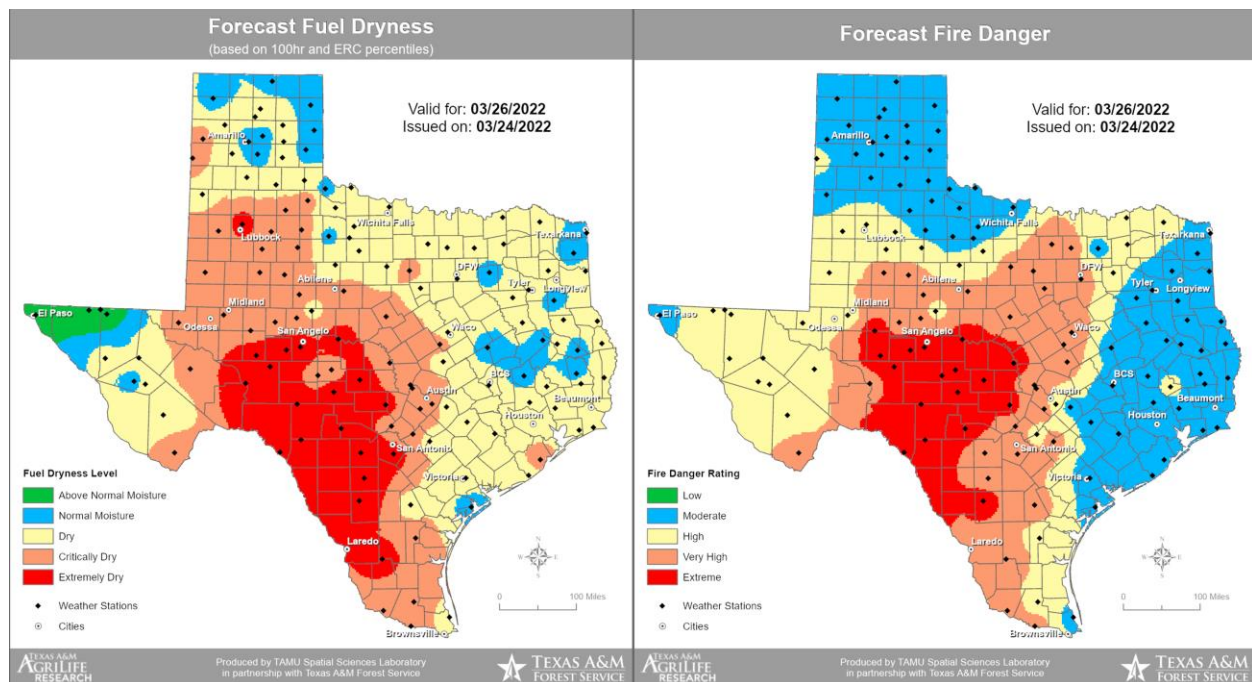 Forecast Fuel Dryness
(based on 100hr and ERC percentiles)
Valid for: 03/26/2022
Issued on: 03/24/2022
Amarillo
Wichita Falls
Lubbock
Texarkana
DFW
Abilene
Tyler
Longview
Midland
El Paso
Odessa
San Angelo
Waco
BCS
Austin
Beaumont
Houston
San Antonio
Victoria
Laredo
Brownsville
Fuel Dryness Level
Above Normal Moisture
Normal Moisture
Dry
Critically Dry
Extremely Dry
Weather Stations
Cities
N
W
E
S
0
100 Miles
TEXAS A&M
AGRILIFE
RESEARCH
Produced by TAMU Spatial Sciences Laboratory
in partnership with Texas A&M Forest Service
TEXAS A&M
FOREST SERVICE
Forecast Fire Danger
Valid for: 03/26/2022
Issued on: 03/24/2022
Amarillo
Wichita Falls
Lubbock
Texarkana
DFW
Abilene
Tyler
Longview
Midland
El Paso
Odessa
San Angelo
Waco
BCS
Austin
Beaumont
Houston
San Antonio
Victoria
Laredo
Brownsville
Fire Danger Rating
Low
Moderate
High
Very High
Extreme
Weather Stations
Cities
N
W
E
S
0
100 Miles
TEXAS A&M
AGRILIFE
RESEARCH
Produced by TAMU Spatial Sciences Laboratory
in partnership with Texas A&M Forest Service
TEXAS A&M
FOREST SERVICE